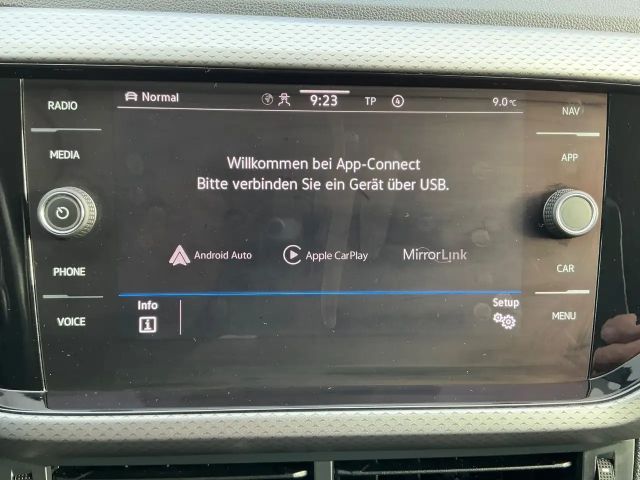 RADIO
MEDIA
PHONE
VOICE
Normal 9:23 TP 4 9.0°C
Willkommen bei App-Connect
Bitte verbinden Sie ein Gerät über USB.
Android Auto Apple CarPlay MirrorLink
Info Setup
NAV
APP
CAR
MENU